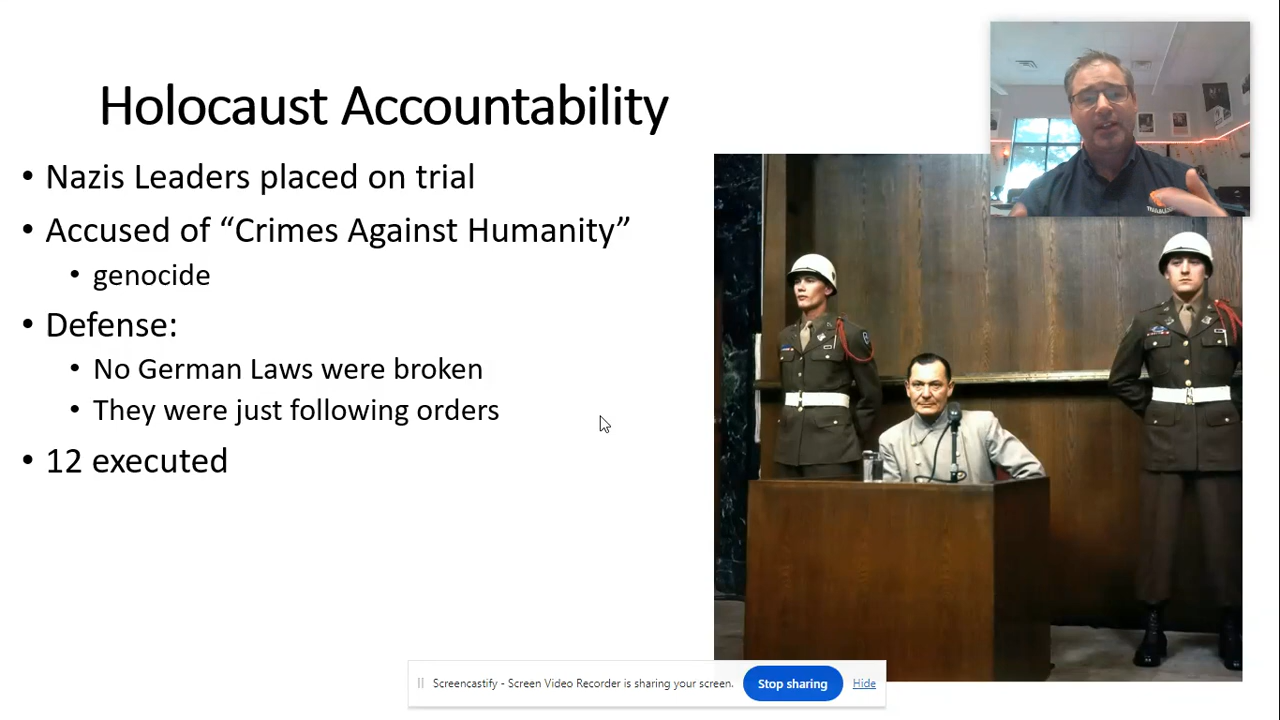 Holocaust Accountability
• Nazis Leaders placed on trial
• Accused of “Crimes Against Humanity”
• genocide
• Defense:
• No German Laws were broken
• They were just following orders
• 12 executed
Screencastify - Screen Video Recorder is sharing your screen. Stop sharing Hide